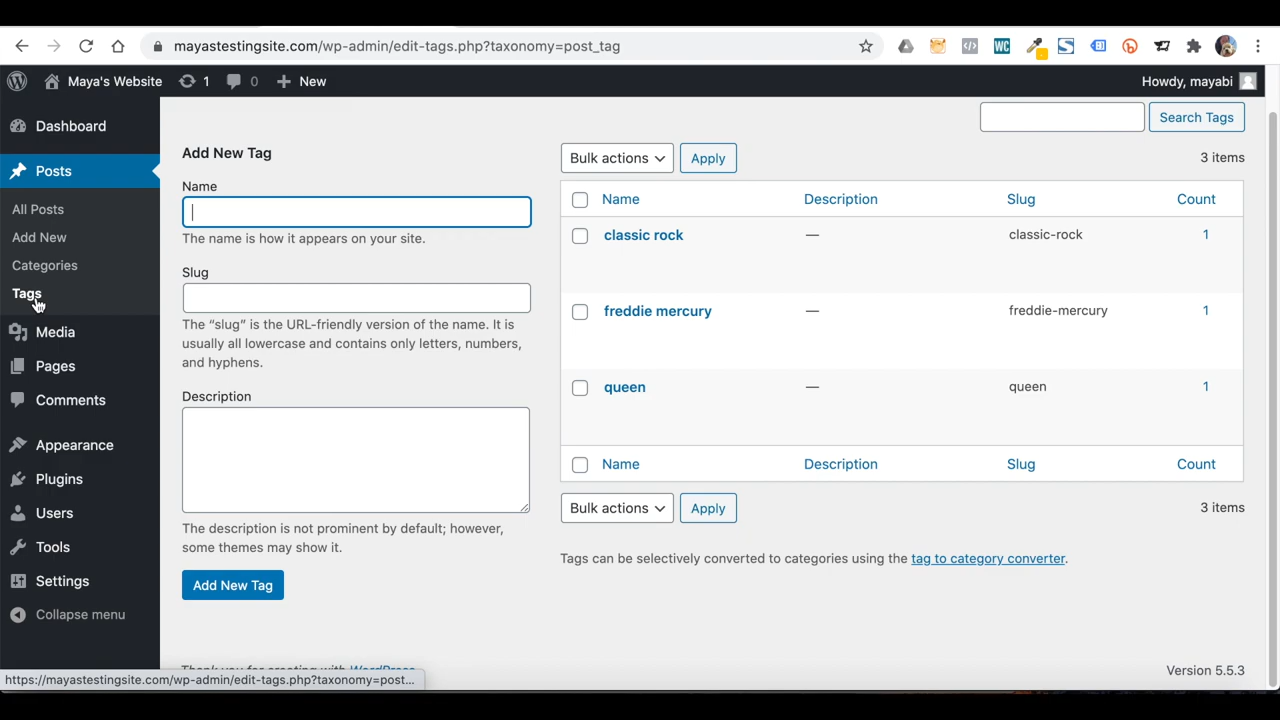 mayastestingsite.com/wp-admin/edit-tags.php?taxonomy=post_tag
Maya's Website 1 0 New Howdy, mayabi
Dashboard
Posts
All Posts
Add New
Categories
Tags
Media
Pages
Comments
Appearance
Plugins
Users
Tools
Settings
Collapse menu
Search Tags
Add New Tag
Name
The name is how it appears on your site.
Slug
The “slug” is the URL-friendly version of the name. It is
usually all lowercase and contains only letters, numbers,
and hyphens.
Description
The description is not prominent by default; however,
some themes may show it.
Add New Tag
Bulk actions Apply 3 items
Name Description Slug Count
classic rock — classic-rock 1
freddie mercury — freddie-mercury 1
queen — queen 1
Name Description Slug Count
Bulk actions Apply 3 items
Tags can be selectively converted to categories using the tag to category converter.
Thank you for creating with WordPress
Version 5.5.3
https://mayastestingsite.com/wp-admin/edit-tags.php?taxonomy=post...